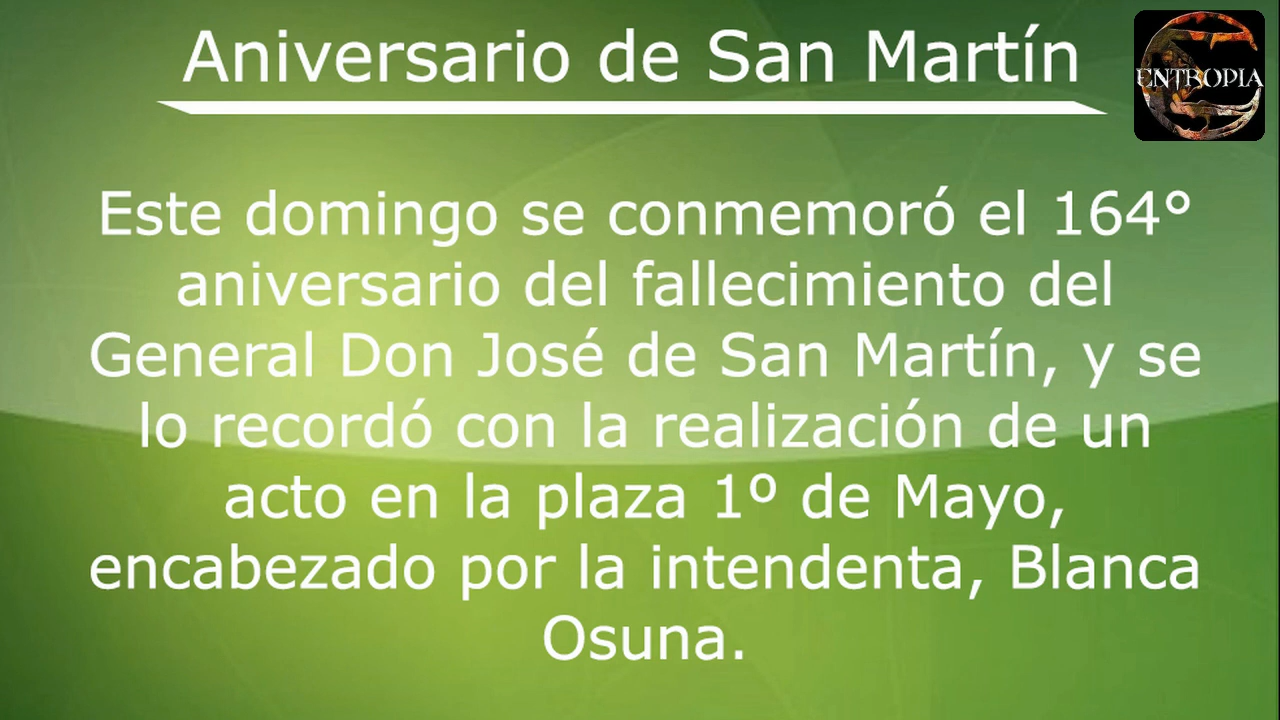 Aniversario de San Martín
ENTROPIA
Este domingo se conmemoró el 164°
aniversario del fallecimiento del
General Don José de San Martín, y se
lo recordó con la realización de un
acto en la plaza 1º de Mayo,
encabezado por la intendenta, Blanca
Osuna.